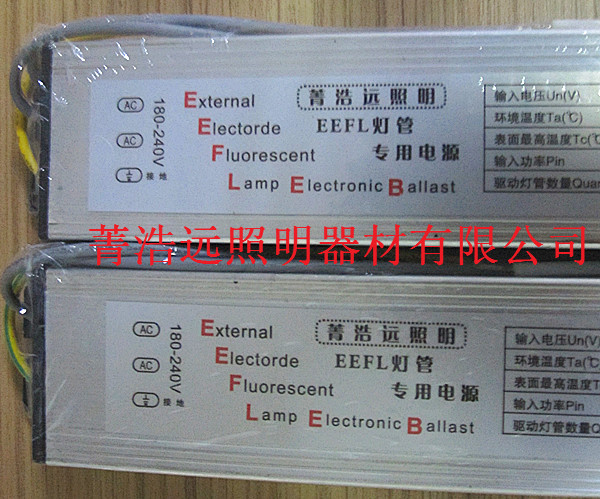 AC
AC
接地
180-240V
External
Electorde
Fluorescent
Lamp Electronic Ballast
菁浩远照明
EEFL灯管
专用电源
输入电压Un(V)
环境温度Ta(℃)
表面最高温度Tc(℃
输入功率Pin
驱动灯管数量Quan
菁浩远照明器材有限公司
AC
AC
接地
180-240V
External
Electorde
Fluorescent
Lamp Electronic Ballast
菁浩远照明
EEFL灯管
专用电源
输入电压Un(V
环境温度Ta(℃
表面最高温度T
输入功率Pin
驱动灯管数量Q